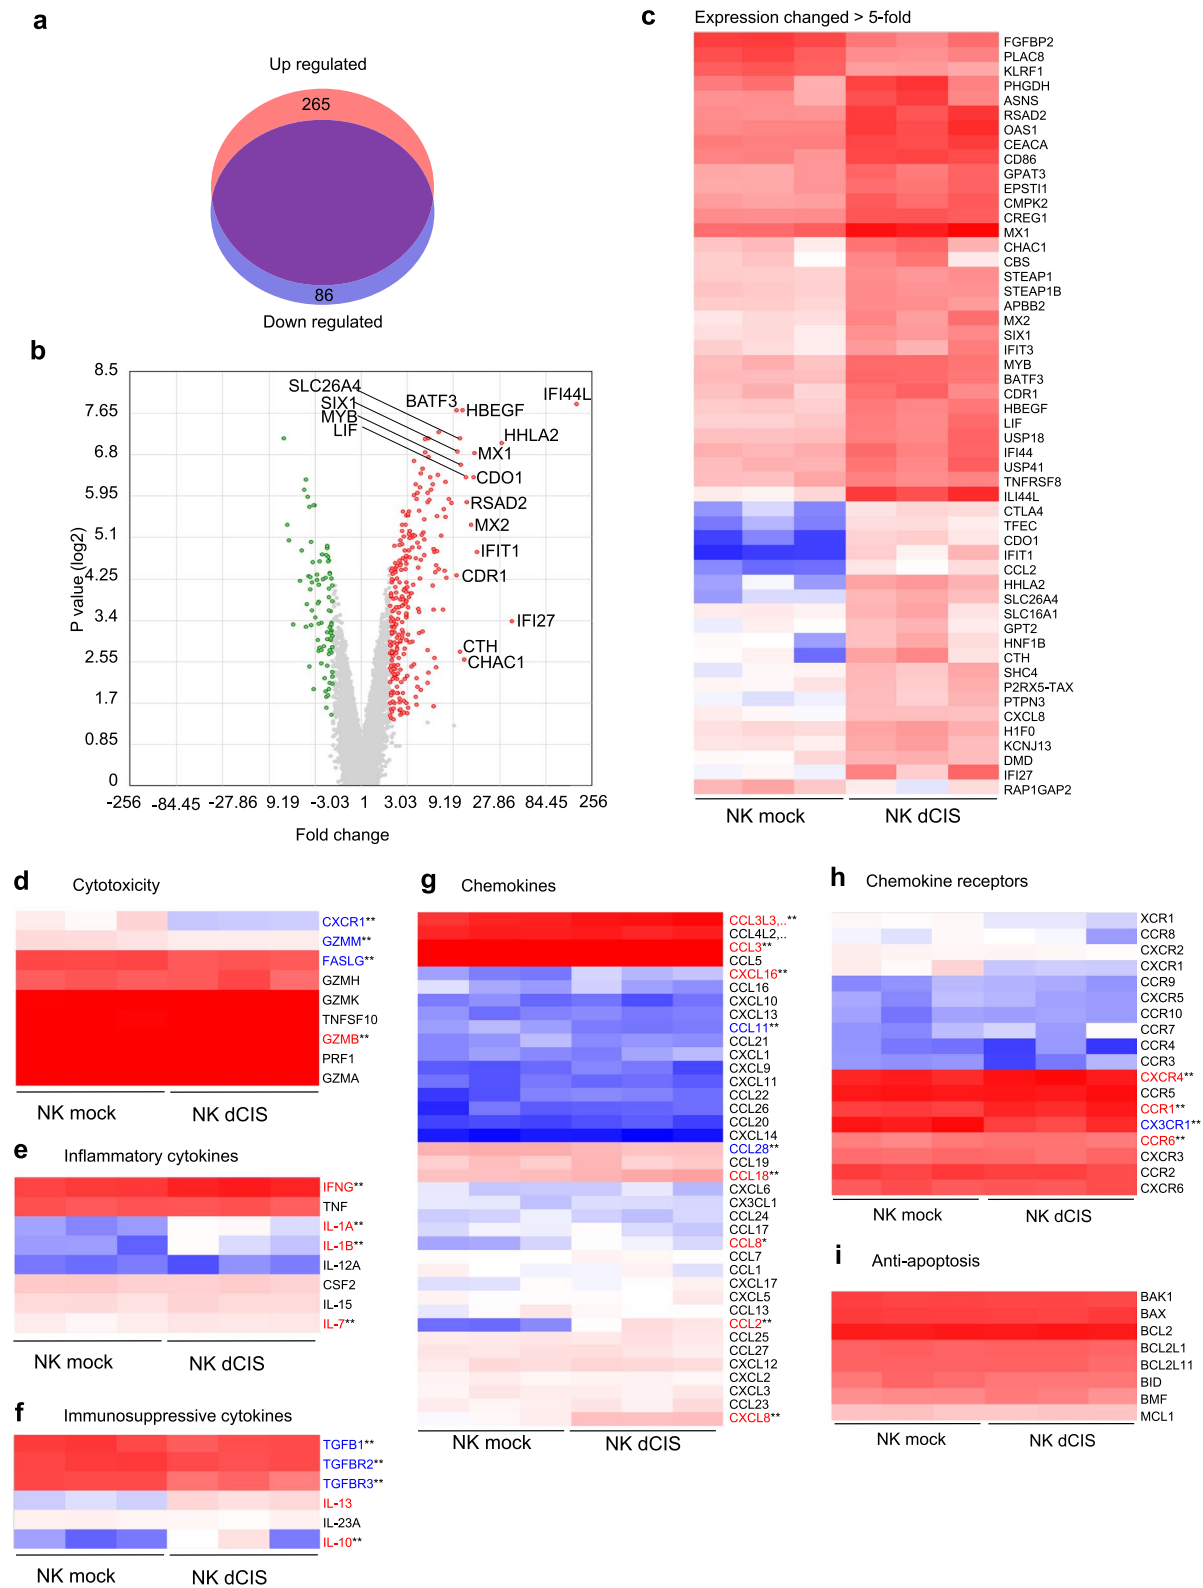 a
Up regulated
265
86
Down regulated
b
8.5
7.65
6.8
5.95
5.1
4.25
3.4
2.55
1.7
0.85
0
P value (log2)
-256 -84.45 -27.86 9.19 -3.03 1 3.03 9.19 27.86 84.45 256
Fold change
SLC26A4
SIX1
MYB
LIF
BATF3
HBEGF
IFI44L
HHLA2
MX1
CDO1
RSAD2
MX2
IFIT1
CDR1
IFI27
CTH
CHAC1
c Expression changed > 5-fold
FGFBP2
PLAC8
KLRF1
PHGDH
ASNS
RSAD2
OAS1
CEACA
CD86
GPAT3
EPSTI1
CMPK2
CREG1
MX1
CHAC1
CBS
STEAP1
STEAP1B
APBB2
MX2
SIX1
IFIT3
MYB
BATF3
CDR1
HBEGF
LIF
USP18
IFI44
USP41
TNFRSF8
ILI44L
CTLA4
TFEC
CDO1
IFIT1
CCL2
HHLA2
SLC26A4
SLC16A1
GPT2
HNF1B
CTH
SHC4
P2RX5-TAX
PTPN3
CXCL8
H1F0
KCNJ13
DMD
IFI27
RAP1GAP2
NK mock NK dCIS
d Cytotoxicity
CXCR1**
GZMM**
FASLG**
GZMH
GZMK
TNFSF10
GZMB**
PRF1
GZMA
NK mock NK dCIS
e Inflammatory cytokines
IFNG**
TNF
IL-1A**
IL-1B**
IL-12A
CSF2
IL-15
IL-7**
NK mock NK dCIS
f Immunosuppressive cytokines
TGFB1**
TGFBR2**
TGFBR3**
IL-13
IL-23A
IL-10**
NK mock NK dCIS
g Chemokines
CCL3L3,..**
CCL4L2,..
CCL3**
CCL5
CXCL16**
CCL16
CXCL10
CXCL13
CCL11**
CCL21
CXCL1
CXCL9
CXCL11
CCL22
CCL26
CCL20
CXCL14
CCL28**
CCL19
CCL18**
CXCL6
CX3CL1
CCL24
CCL17
CCL8*
CCL7
CCL1
CXCL17
CXCL5
CCL13
CCL2**
CCL25
CCL27
CXCL12
CXCL2
CXCL3
CCL23
CXCL8**
NK mock NK dCIS
h Chemokine receptors
XCR1
CCR8
CXCR2
CXCR1
CCR9
CXCR5
CCR10
CCR7
CCR4
CCR3
CXCR4**
CCR5
CCR1**
CX3CR1**
CCR6**
CXCR3
CCR2
CXCR6
NK mock NK dCIS
i Anti-apoptosis
BAK1
BAX
BCL2
BCL2L1
BCL2L11
BID
BMF
MCL1
NK mock NK dCIS